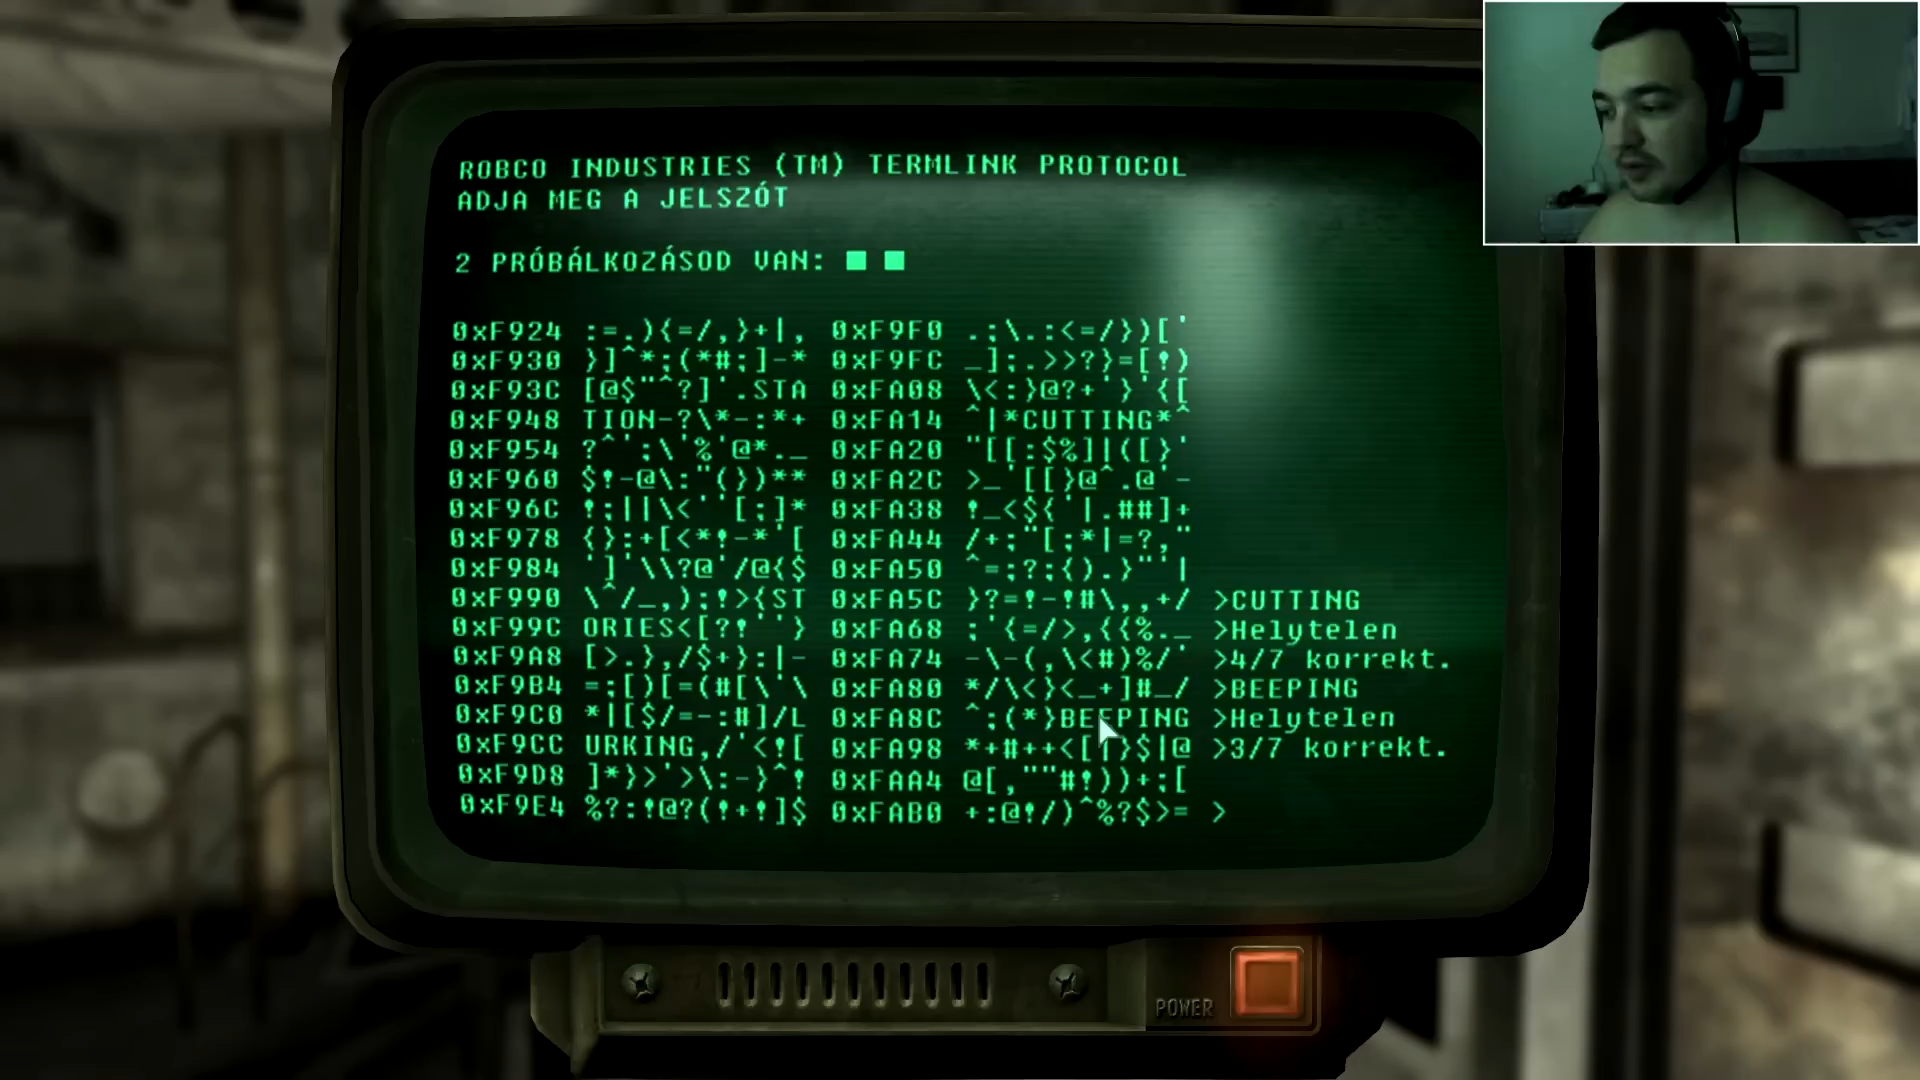 ROBCO INDUSTRIES (TM) TERMLINK PROTOCOL
ADJA MEG A JELSZÓT
2 PRÓBÁLKOZÁSOD VAN: ■ ■
0xF924 :=.){=/,}+|, 0xF9F0 .;\.:<=/})['
0xF930 }]^*;(*#;]-* 0xF9FC _];.>>?}=[!)
0xF93C [@$"^?]'.STA 0xFA08 \<:}@?+'}'{[
0xF948 TION-?\*-:*+ 0xFA14 ^|*CUTTING*^
0xF954 ?^';\'%'@*._ 0xFA20 "[[:$%]|([}'
0xF960 $!-@\:"(})** 0xFA2C >_'[[}@^.@'-
0xF96C !;||\<''[;]* 0xFA38 !_<${'|.##]+
0xF978 {}:+[<*!-*'[ 0xFA44 /+;"[;*|=?,"
0xF984 ']'\\?@'/@{$ 0xFA50 ^=;?;{).}"'|
0xF990 \^/_,);!>{ST 0xFA5C }?=!-!#\,,+/ >CUTTING
0xF99C ORIES<[?!''} 0xFA68 ;'{=/>,{{%._ >Helytelen
0xF9A8 [>.},/$+}:|- 0xFA74 -\-(,\<#)%/' >4/7 korrekt.
0xF9B4 =;[)[=(#[\'\ 0xFA80 */\<}<_+]#_/ >BEEPING
0xF9C0 *|[$/=-:#]/L 0xFA8C ^;(*}BEEPING >Helytelen
0xF9CC URKING,/'<![ 0xFA98 *+#++<[|}$|@ >3/7 korrekt.
0xF9D8 ]*}>'>\:-}^! 0xFAA4 @[,""#!))+;[
0xF9E4 %?:!@?(!+!]$ 0xFAB0 +:@!/)^%?$>= >
POWER